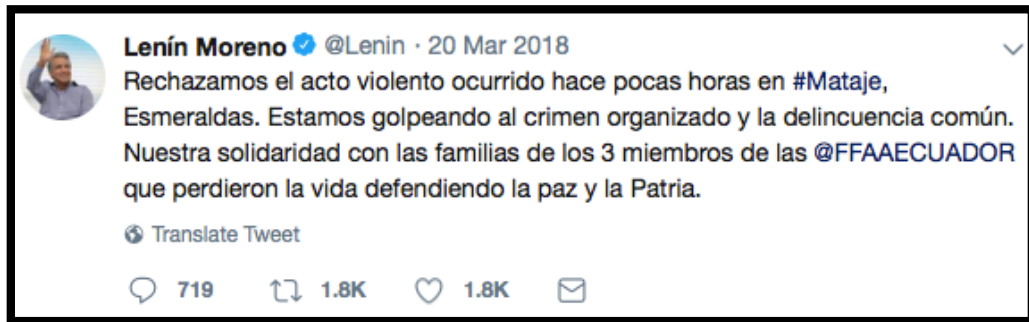 Lenín Moreno @Lenin · 20 Mar 2018
Rechazamos el acto violento ocurrido hace pocas horas en #Mataje,
Esmeraldas. Estamos golpeando al crimen organizado y la delincuencia común.
Nuestra solidaridad con las familias de los 3 miembros de las @FFAAECUADOR
que perdieron la vida defendiendo la paz y la Patria.
Translate Tweet
719 1.8K 1.8K